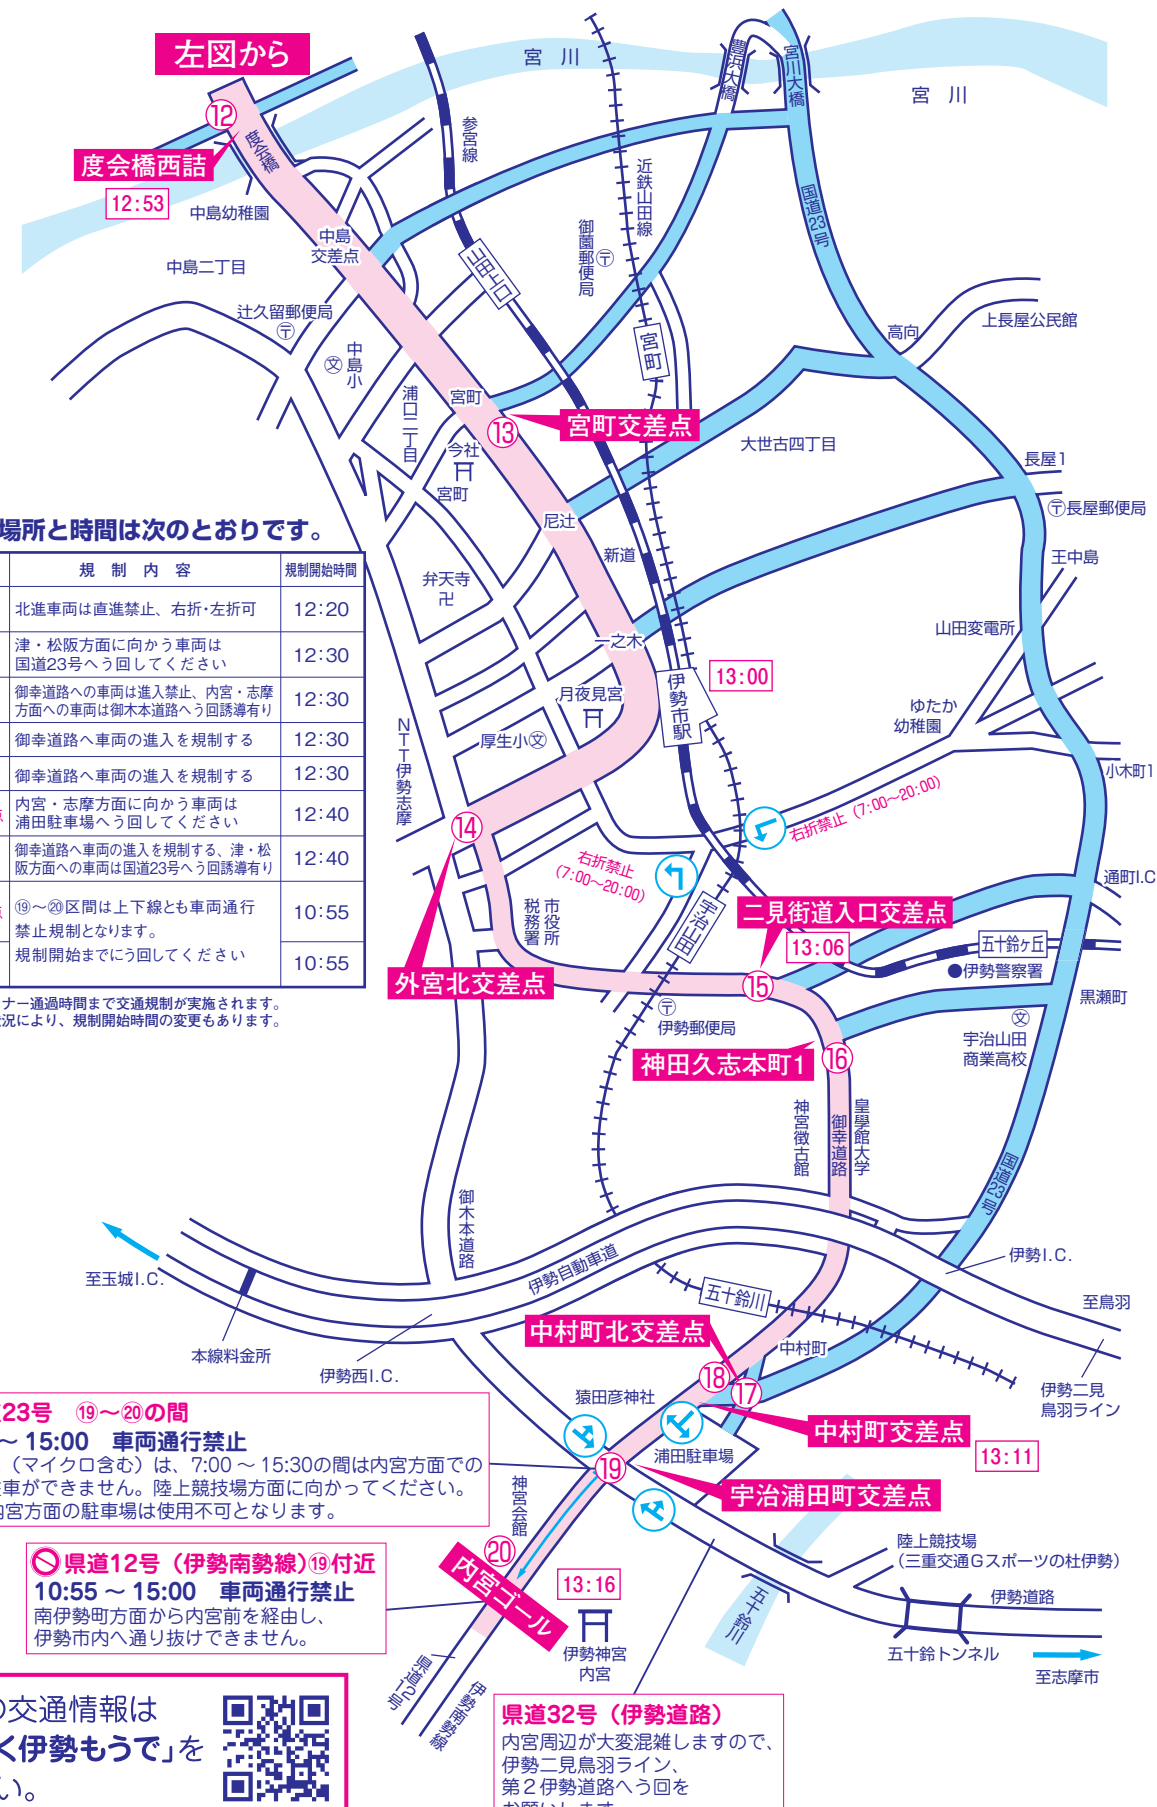 左図から
宮川
宮川
豊浜大橋
宮川大橋
⑫
度会橋
度会橋西詰
12:53
参宮線
近鉄山田線
国道23号
中島幼稚園
中島
交差点
御薗郵便局
〒
中島二丁目
山田上口
辻久留郵便局
〒
上長屋公民館
高向
宮町
文
中島小
浦口二丁目
宮町
⑬
宮町交差点
今社
宮町
大世古四丁目
長屋1
〒長屋郵便局
場所と時間は次のとおりです。
尼辻
新道
王中島
規制内容
規制開始時間
北進車両は直進禁止、右折・左折可
12:20
津・松阪方面に向かう車両は
国道23号へう回してください
12:30
御幸道路への車両は進入禁止、内宮・志摩
方面への車両は御木本道路へう回誘導有り
12:30
御幸道路へ車両の進入を規制する
12:30
御幸道路へ車両の進入を規制する
12:30
点
内宮・志摩方面に向かう車両は
浦田駐車場へう回してください
12:40
御幸道路へ車両の進入を規制する、津・松
阪方面への車両は国道23号へう回誘導有り
12:40
点
⑲～⑳区間は上下線とも車両通行
禁止規制となります。
規制開始までにう回してください
10:55
10:55
ナー通過時間まで交通規制が実施されます。
況により、規制開始時間の変更もあります。
弁天寺
卍
山田変電所
一之木
月夜見宮
伊勢市駅
13:00
ゆたか
幼稚園
厚生小文
NTT伊勢志摩
小木町1
⑭
右折禁止（7:00～20:00）
右折禁止
（7:00～20:00）
宇治山田
通町I.C
市役所
税務署
二見街道入口交差点
13:06
五十鈴ヶ丘
●伊勢警察署
外宮北交差点
⑮
黒瀬町
〒
伊勢郵便局
文
宇治山田
商業高校
神田久志本町1
⑯
神宮徴古館
御幸道路
皇學館大学
国道23号
御木本道路
伊勢自動車道
伊勢I.C.
至玉城I.C.
五十鈴川
至鳥羽
本線料金所
伊勢西I.C.
中村町北交差点
中村町
⑱
⑰
伊勢二見
鳥羽ライン
猿田彦神社
中村町交差点
13:11
浦田駐車場
23号　⑲～⑳の間
～15:00　車両通行禁止
（マイクロ含む）は、7:00～15:30の間は内宮方面での
車ができません。陸上競技場方面に向かってください。
内宮方面の駐車場は使用不可となります。
⑲
宇治浦田町交差点
神宮会館
⑳
内宮ゴール
13:16
伊勢神宮
内宮
五十鈴川
陸上競技場
（三重交通Gスポーツの杜伊勢）
伊勢道路
五十鈴トンネル
至志摩市
県道12号（伊勢南勢線）⑲付近
10:55～15:00　車両通行禁止
南伊勢町方面から内宮前を経由し、
伊勢市内へ通り抜けできません。
県道12号
伊勢南勢線
の交通情報は
く伊勢もうで」を
い。
県道32号（伊勢道路）
内宮周辺が大変混雑しますので、
伊勢二見鳥羽ライン、
第2伊勢道路へう回を